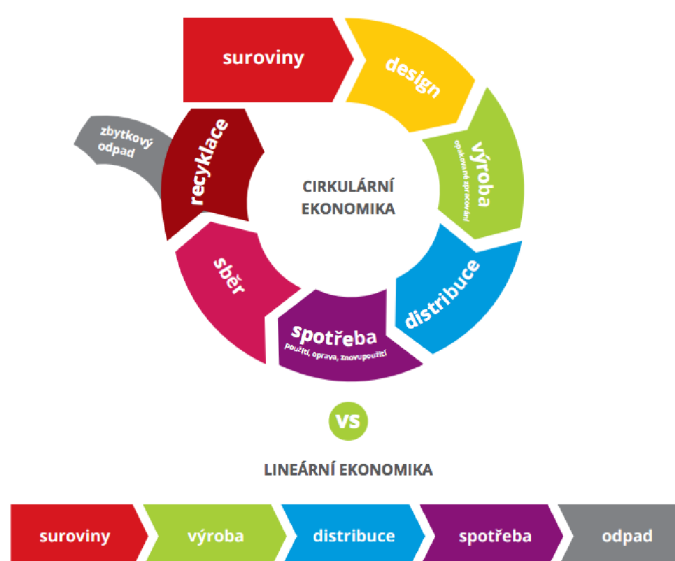 suroviny
design
výroba
opakované zpracování
distribuce
spotřeba
použití, oprava, znovupoužití
sběr
recyklace
zbytkový
odpad
CIRKULÁRNÍ
EKONOMIKA
vs
LINEÁRNÍ EKONOMIKA
suroviny
výroba
distribuce
spotřeba
odpad